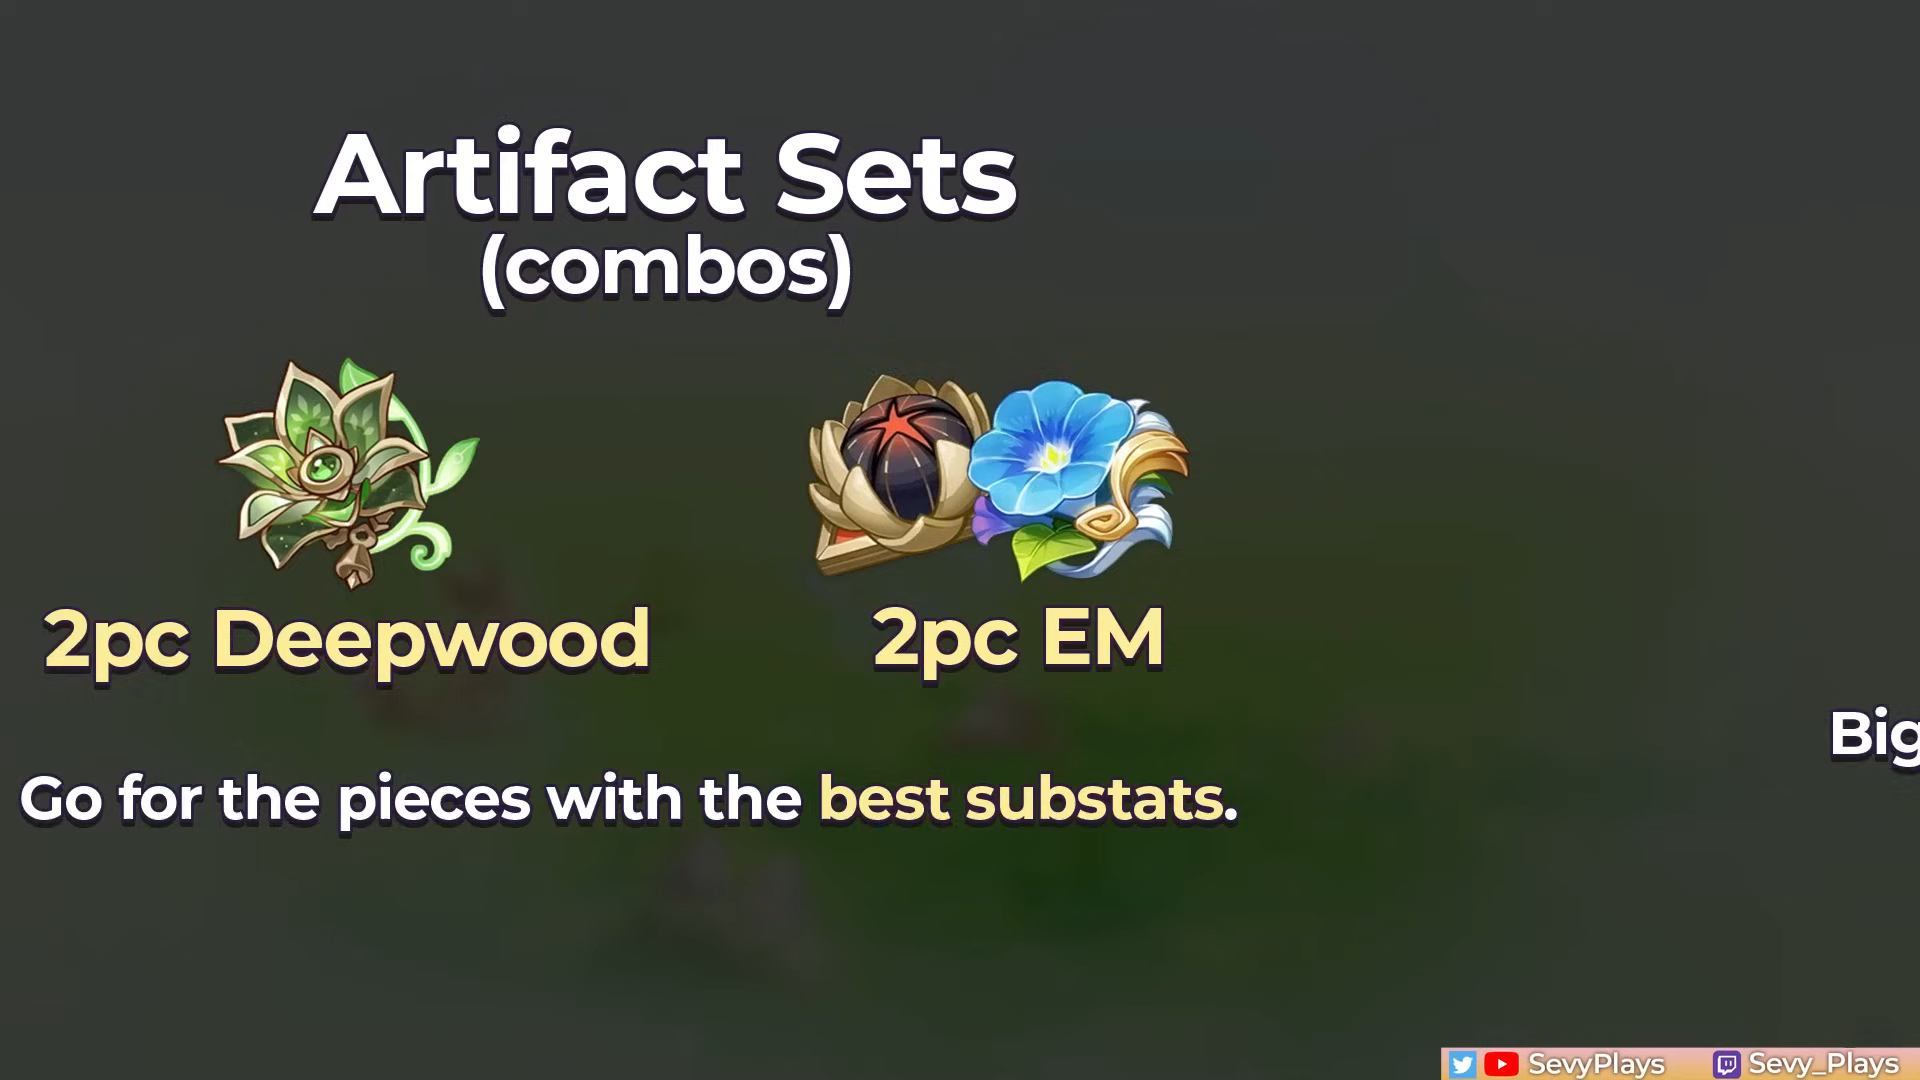 Artifact Sets
(combos)
2pc Deepwood
2pc EM
Big
Go for the pieces with the best substats.
SevyPlays
Sevy_Plays